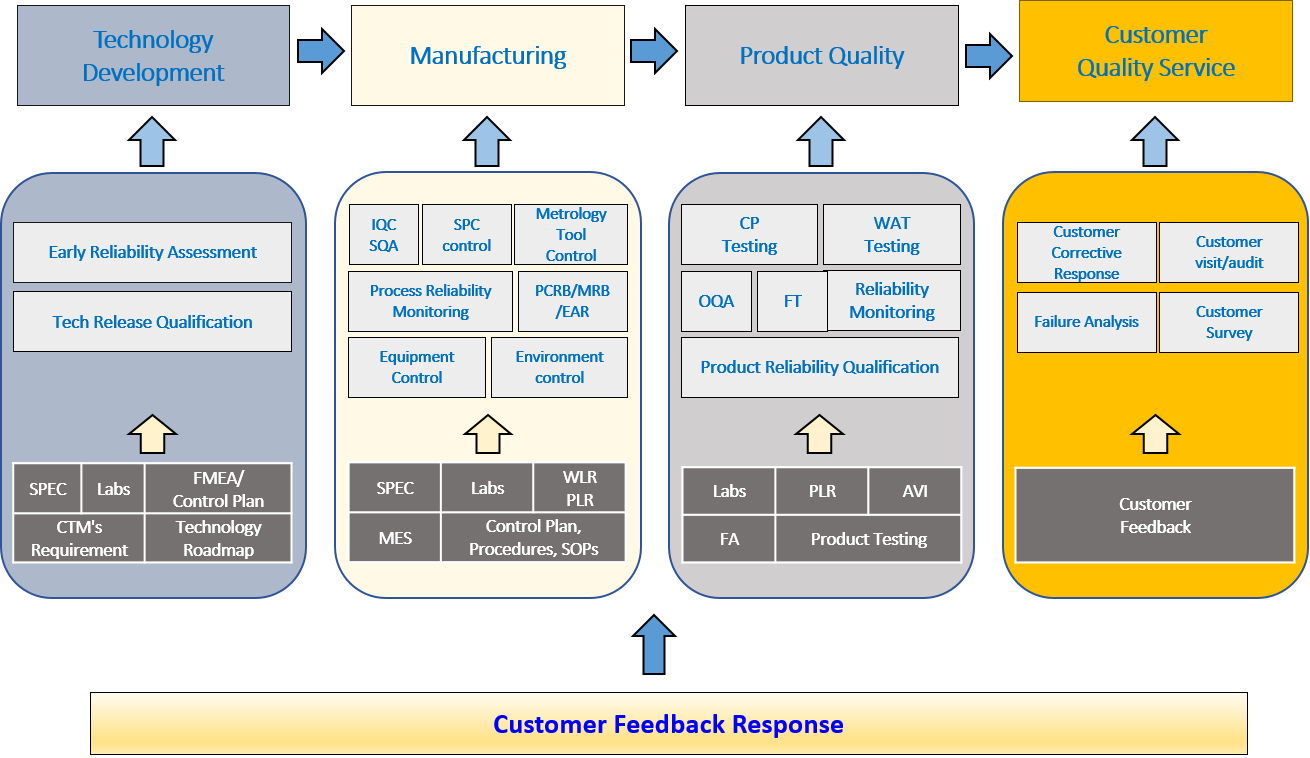 Technology
Development
Manufacturing
Product Quality
Customer
Quality Service
Early Reliability Assessment
Tech Release Qualification
SPEC
Labs
FMEA/
Control Plan
CTM's
Requirement
Technology
Roadmap
IQC
SQA
SPC
control
Metrology
Tool
Control
Process Reliability
Monitoring
PCRB/MRB
/EAR
Equipment
Control
Environment
control
SPEC
Labs
WLR
PLR
MES
Control Plan,
Procedures, SOPs
CP
Testing
WAT
Testing
OQA
FT
Reliability
Monitoring
Product Reliability Qualification
Labs
PLR
AVI
FA
Product Testing
Customer
Corrective
Response
Customer
visit/audit
Failure Analysis
Customer
Survey
Customer
Feedback
Customer Feedback Response